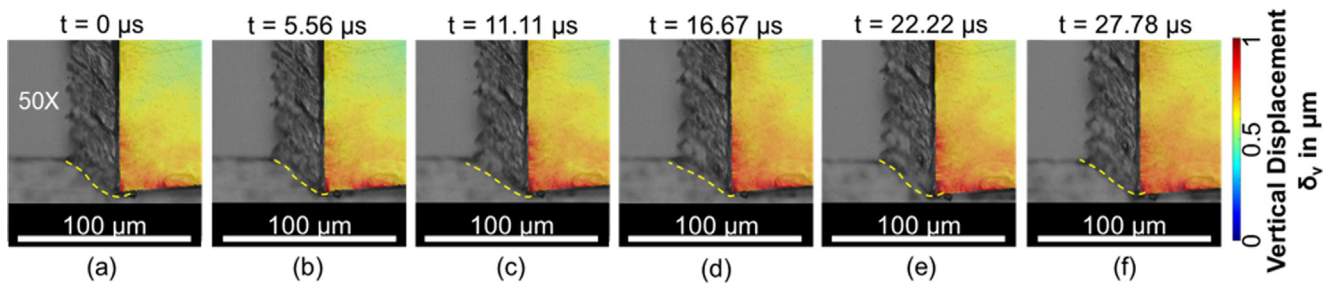 t = 0 µs t = 5.56 µs t = 11.11 µs t = 16.67 µs t = 22.22 µs t = 27.78 µs
50X
1
0.5
0
Vertical Displacement
δv in µm
100 µm 100 µm 100 µm 100 µm 100 µm 100 µm
(a) (b) (c) (d) (e) (f)